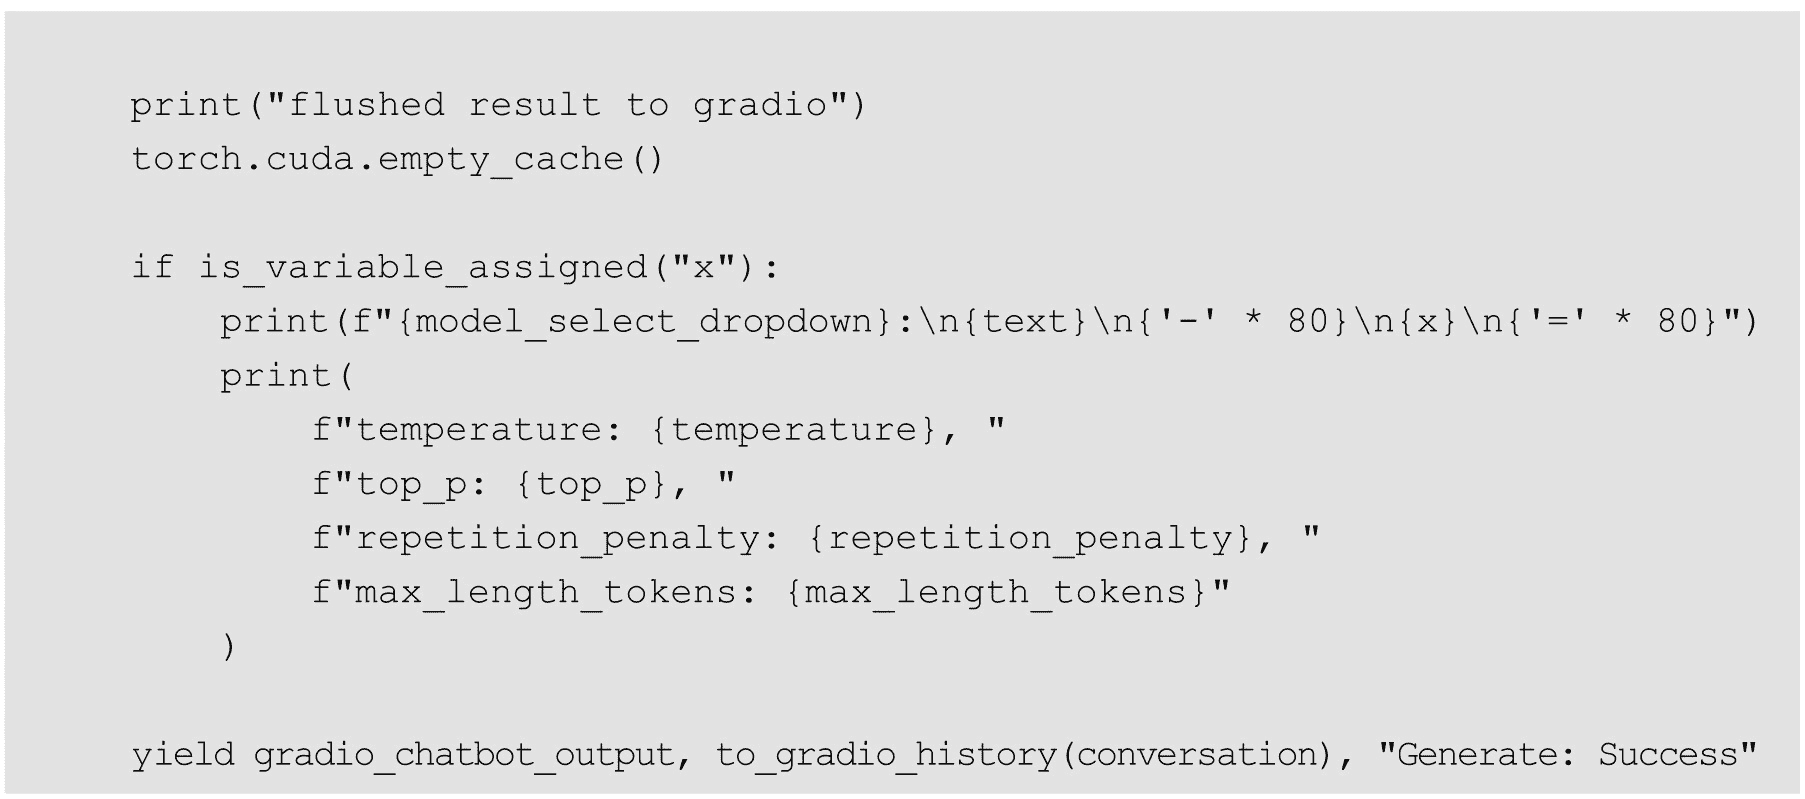 print("flushed result to gradio")
torch.cuda.empty_cache()

if is_variable_assigned("x"):
    print(f"{model_select_dropdown}:\n{text}\n{'-' * 80}\n{x}\n{'=' * 80}")
    print(
        f"temperature: {temperature}, "
        f"top_p: {top_p}, "
        f"repetition_penalty: {repetition_penalty}, "
        f"max_length_tokens: {max_length_tokens}"
    )

yield gradio_chatbot_output, to_gradio_history(conversation), "Generate: Success"